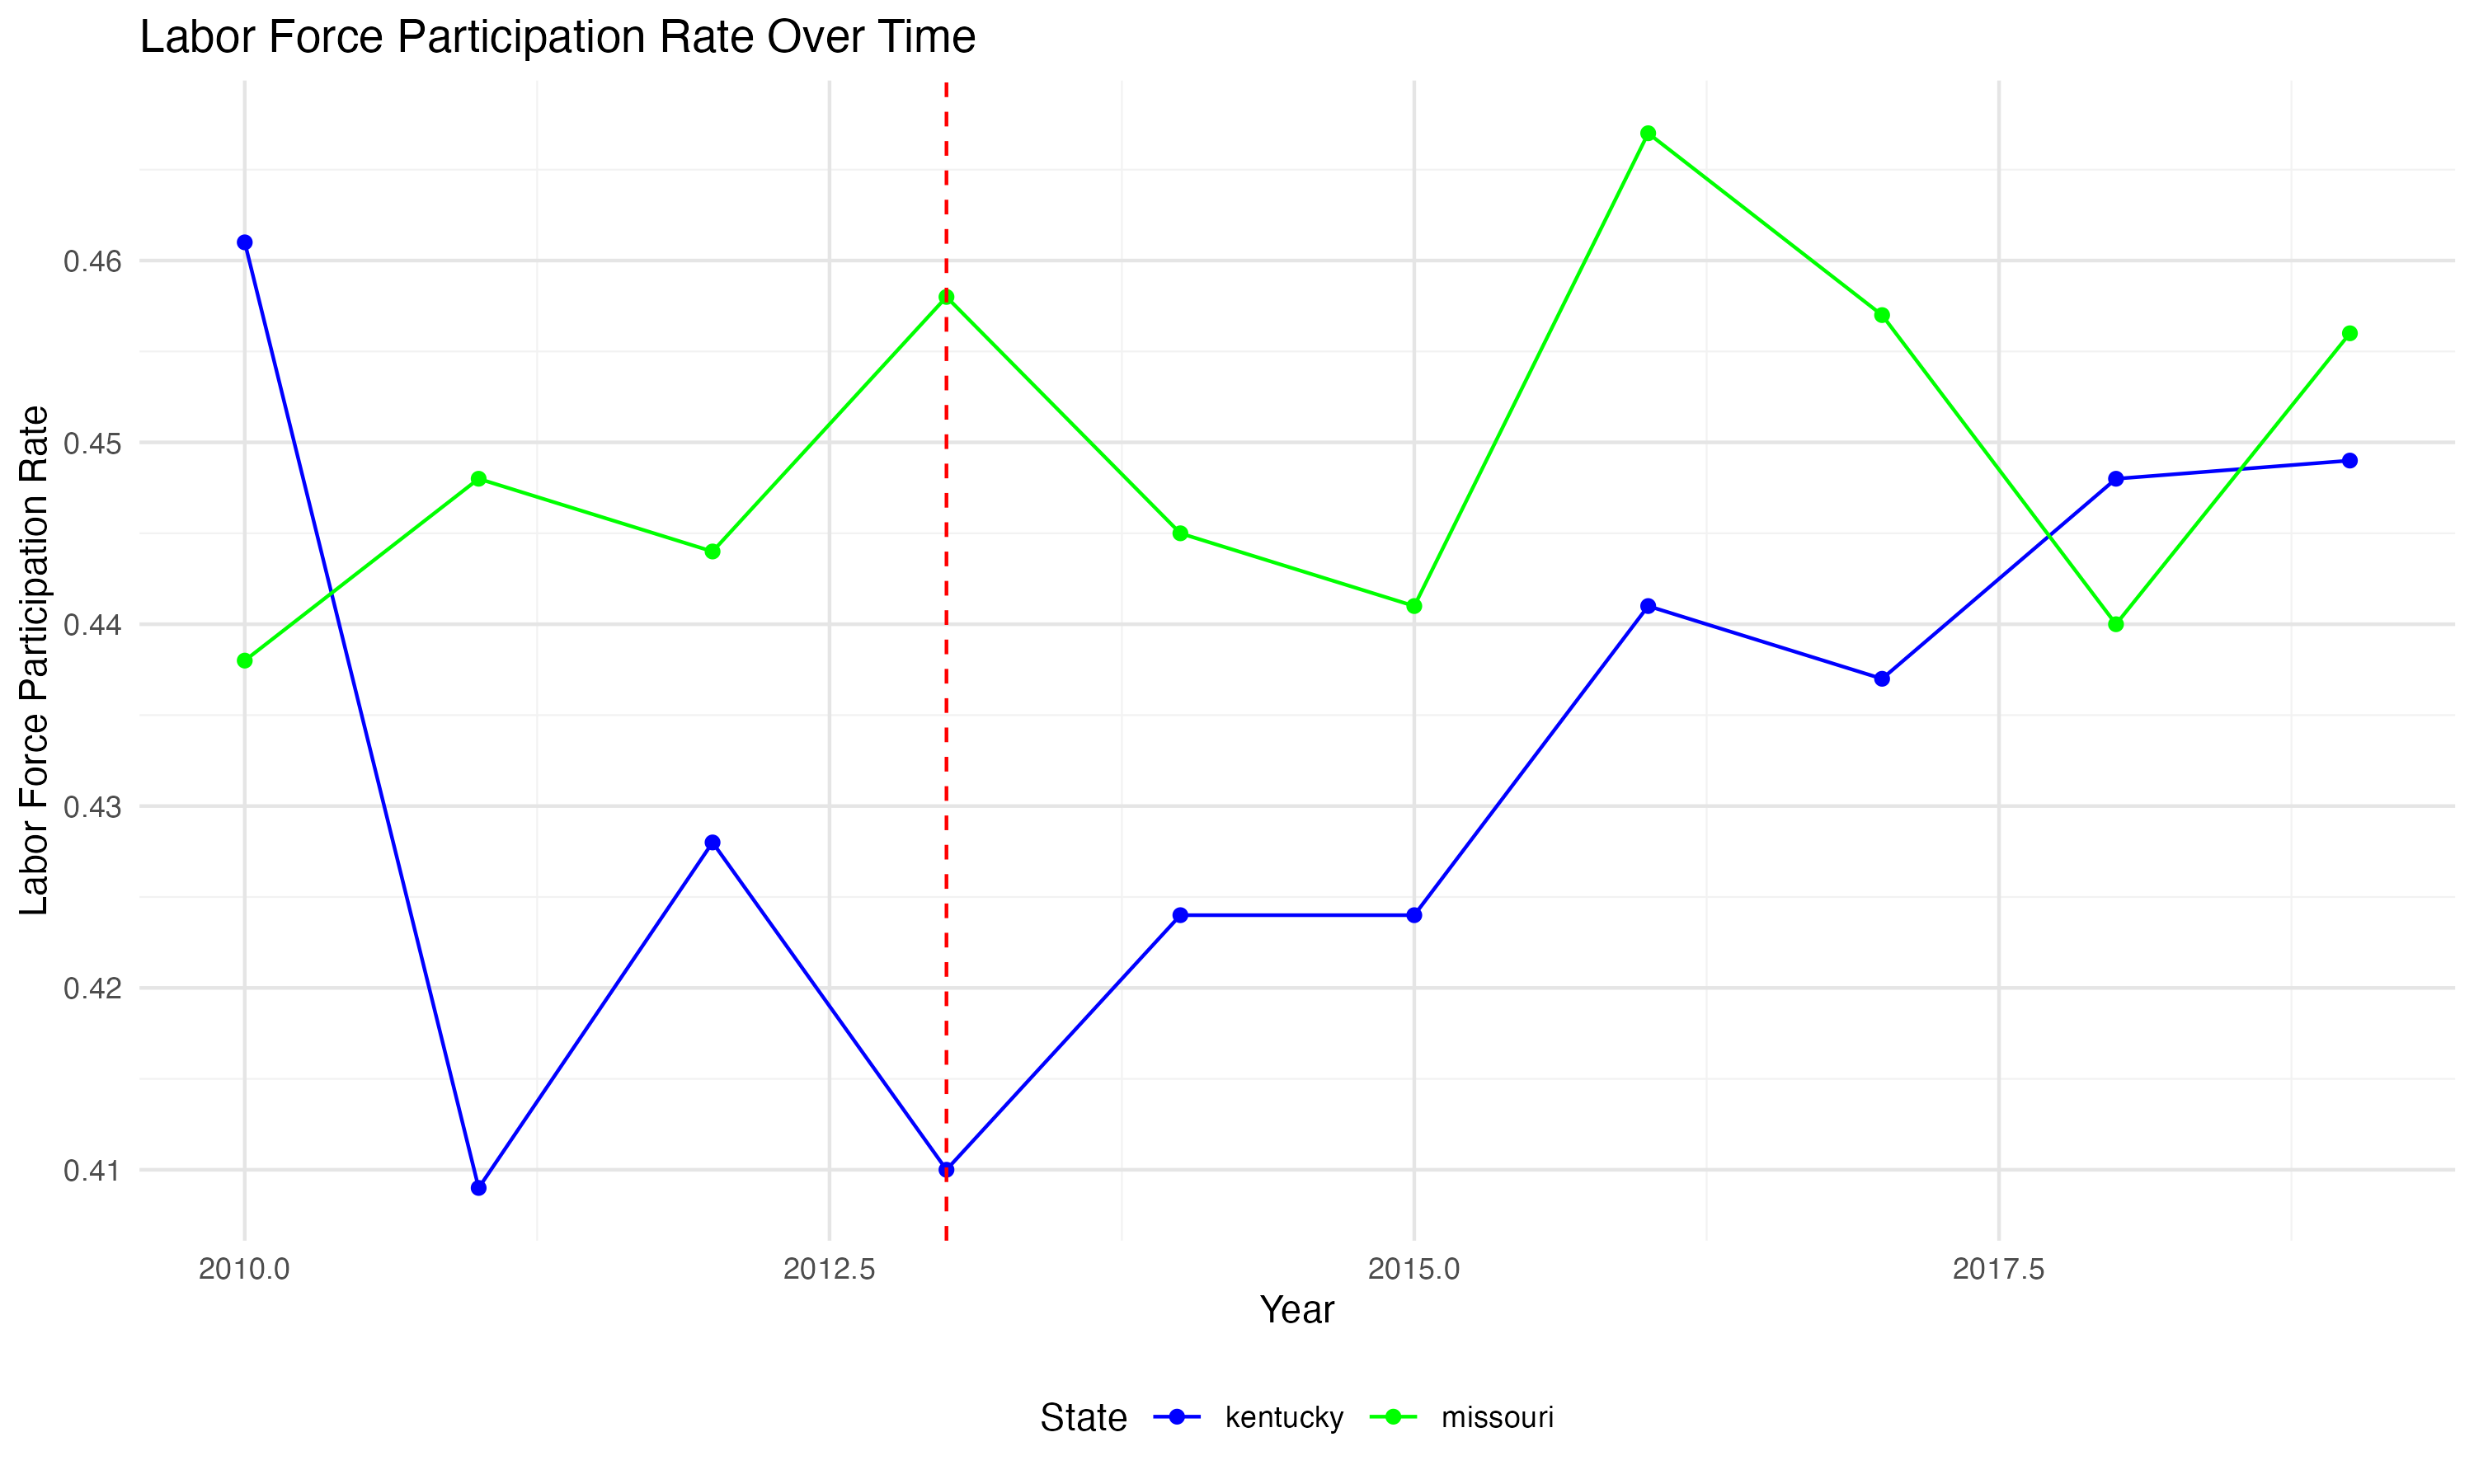 Labor Force Participation Rate Over Time
Labor Force Participation Rate
0.46
0.45
0.44
0.43
0.42
0.41
2010.0 2012.5 2015.0 2017.5
Year
State kentucky missouri